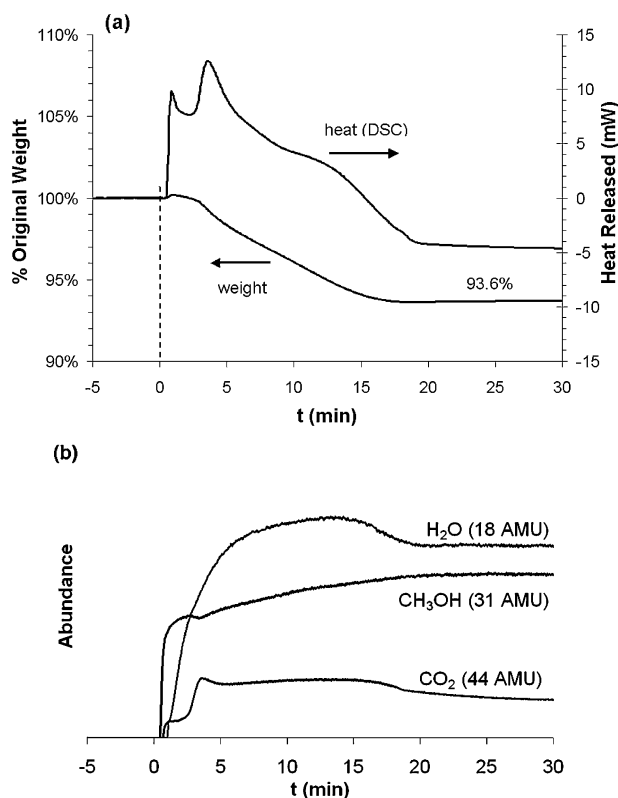 (a)
110%
105%
100%
95%
90%
% Original Weight
15
10
5
0
-5
-10
-15
Heat Released (mW)
heat (DSC)
weight
93.6%
-5 0 5 10 15 20 25 30
t (min)
(b)
Abundance
H₂O (18 AMU)
CH₃OH (31 AMU)
CO₂ (44 AMU)
-5 0 5 10 15 20 25 30
t (min)